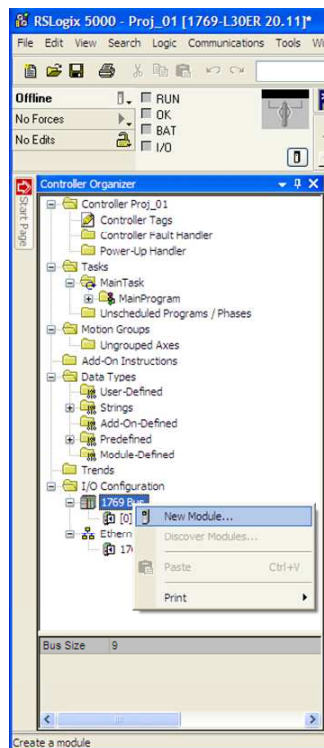 RSLogix 5000 - Proj_01 [1769-L30ER 20.11]*
File Edit View Search Logic Communications Tools
Offline RUN
No Forces OK
No Edits BAT
I/O
Controller Organizer
Start Page
Controller Proj_01
Controller Tags
Controller Fault Handler
Power-Up Handler
Tasks
MainTask
MainProgram
Unscheduled Programs / Phases
Motion Groups
Ungrouped Axes
Add-On Instructions
Data Types
User-Defined
Strings
Add-On-Defined
Predefined
Module-Defined
Trends
I/O Configuration
1769 Bus
[0]
New Module...
Discover Modules...
Paste Ctrl+V
Print
Ethern
17
Bus Size 9
Create a module